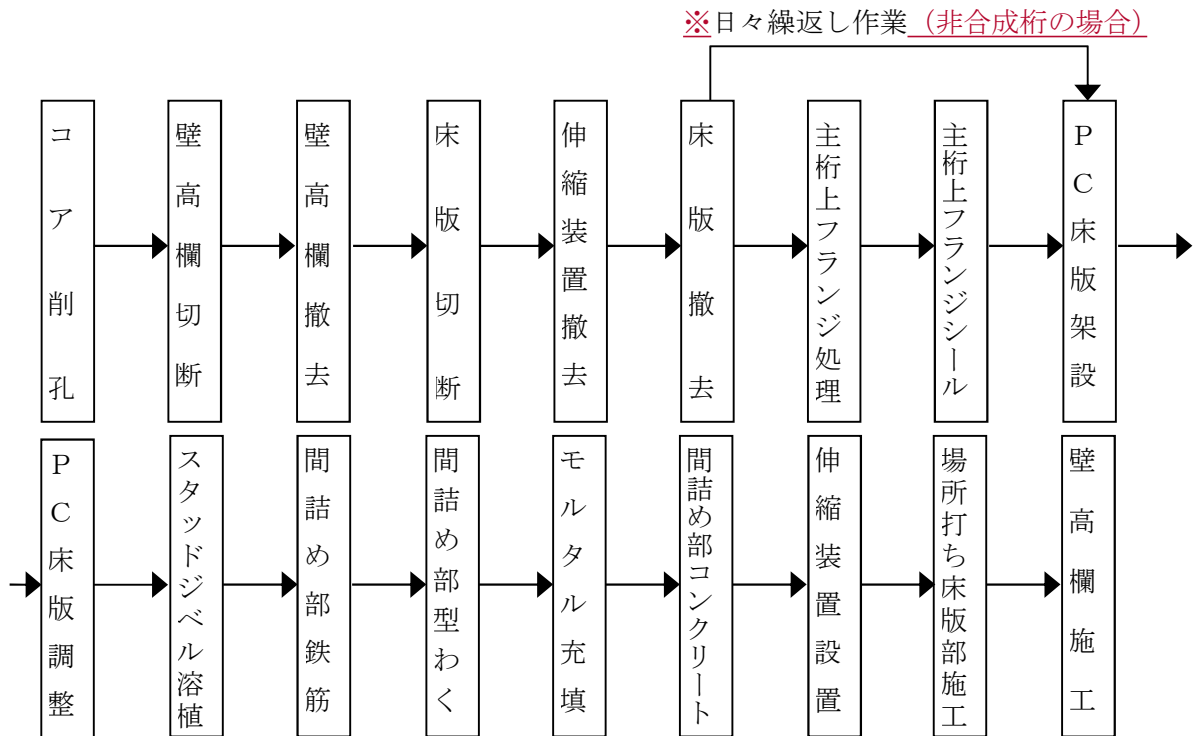 ※日々繰返し作業（非合成桁の場合）
コア削孔
壁高欄切断
壁高欄撤去
床版切断
伸縮装置撤去
床版撤去
主桁上フランジ処理
主桁上フランジシール
ＰＣ床版架設
ＰＣ床版調整
スタッドジベル溶植
間詰め部鉄筋
間詰め部型わく
モルタル充填
間詰め部コンクリート
伸縮装置設置
場所打ち床版部施工
壁高欄施工